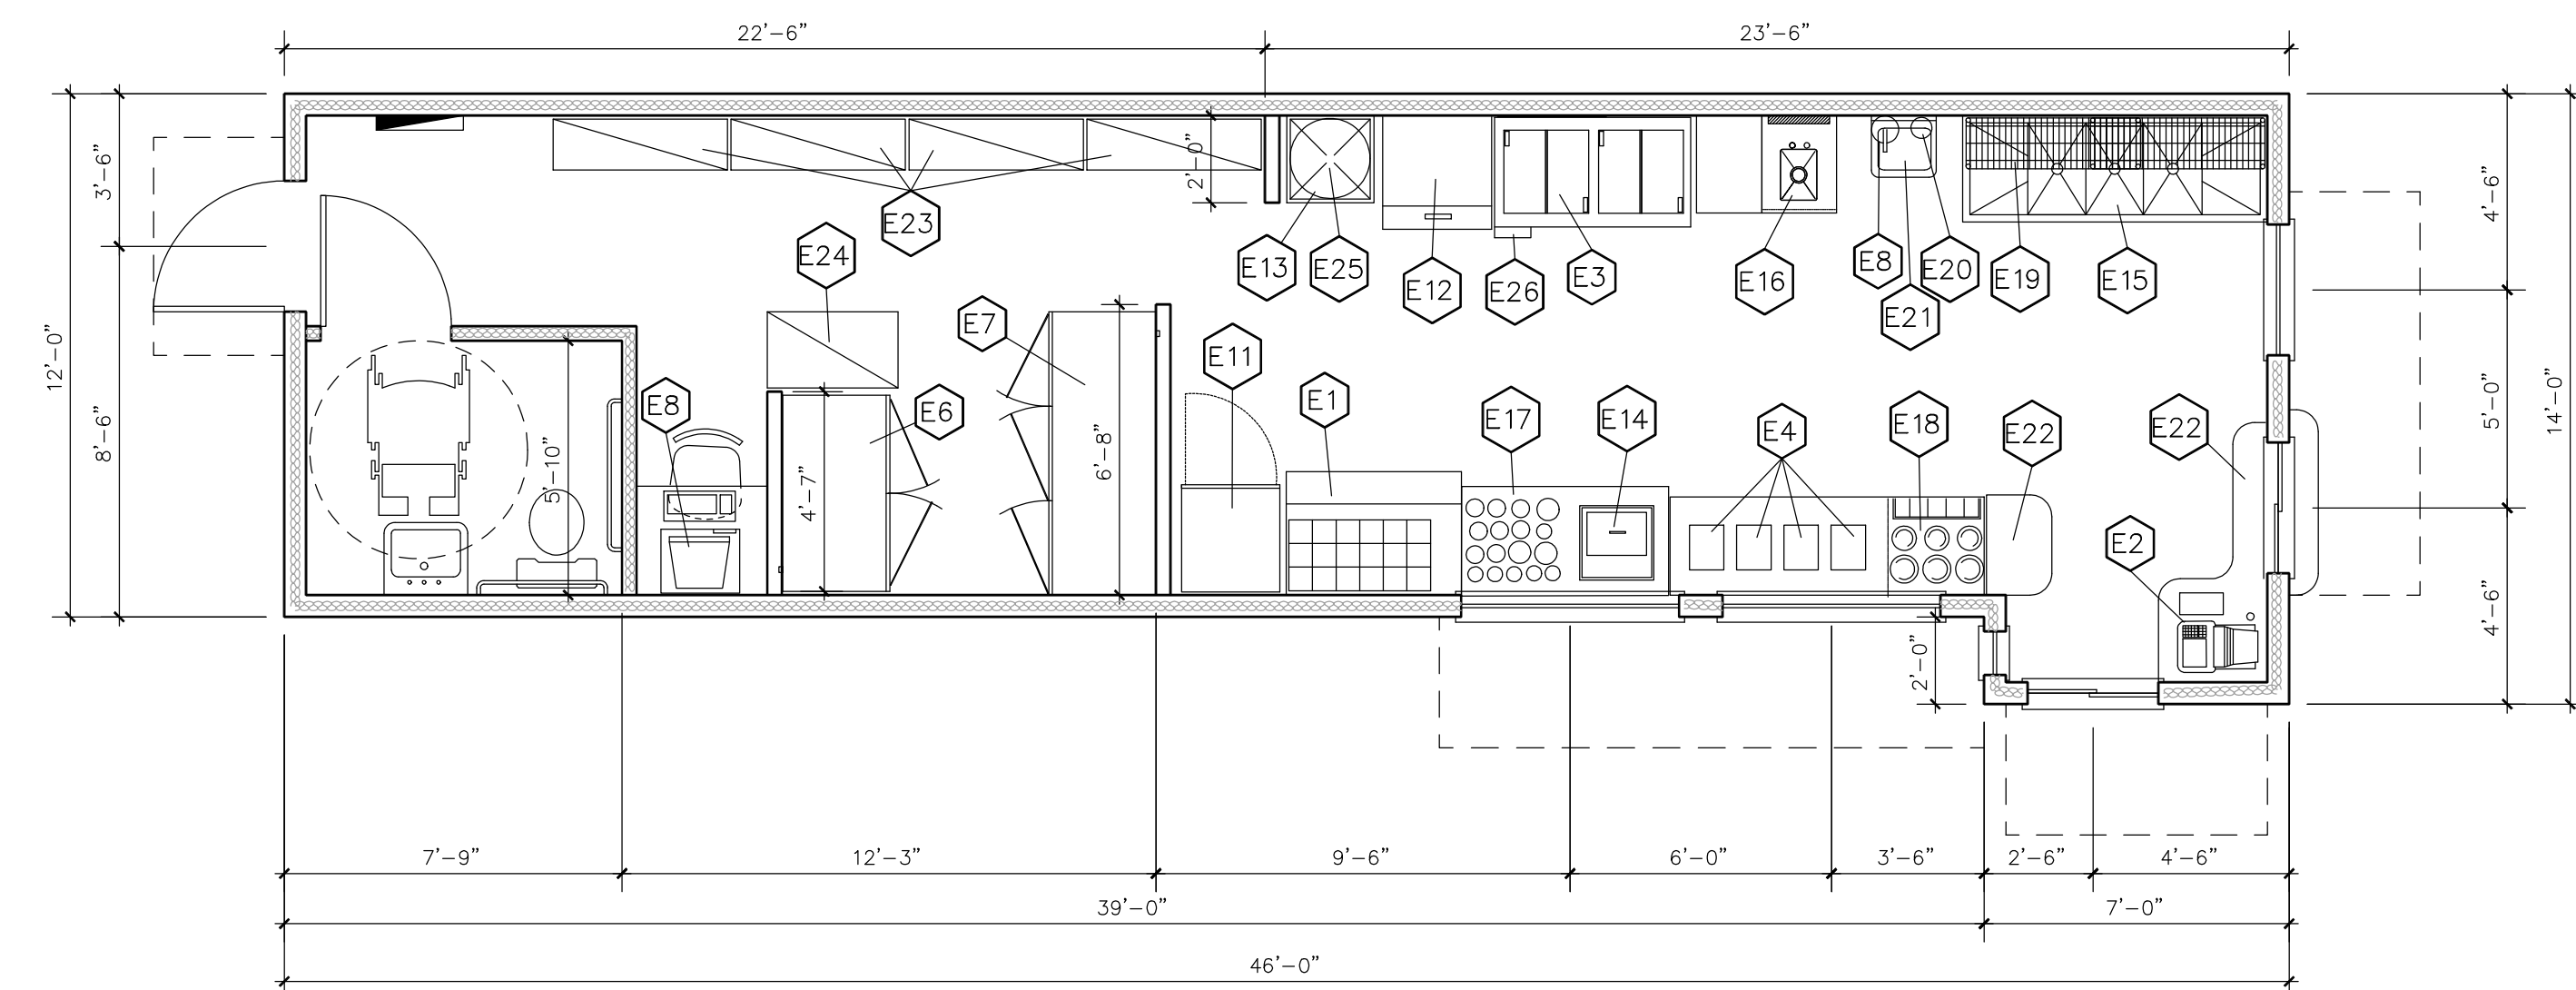 22’-6” 23’-6”
12’-0”
3’-6”
8’-6”
2’-0”
E23
E24
E13 E25 E12 E26 E3 E16 E8 E21 E20 E19 E15
4’-6”
5’-0”
4’-6”
14’-0”
E7
E11
E8
E6
E1
E17
E14
E4
E18
E22
E22
5’-10”
4’-7”
6’-8”
E2
2’-0”
7’-9” 12’-3” 9’-6” 6’-0” 3’-6” 2’-6” 4’-6”
39’-0” 7’-0”
46’-0”